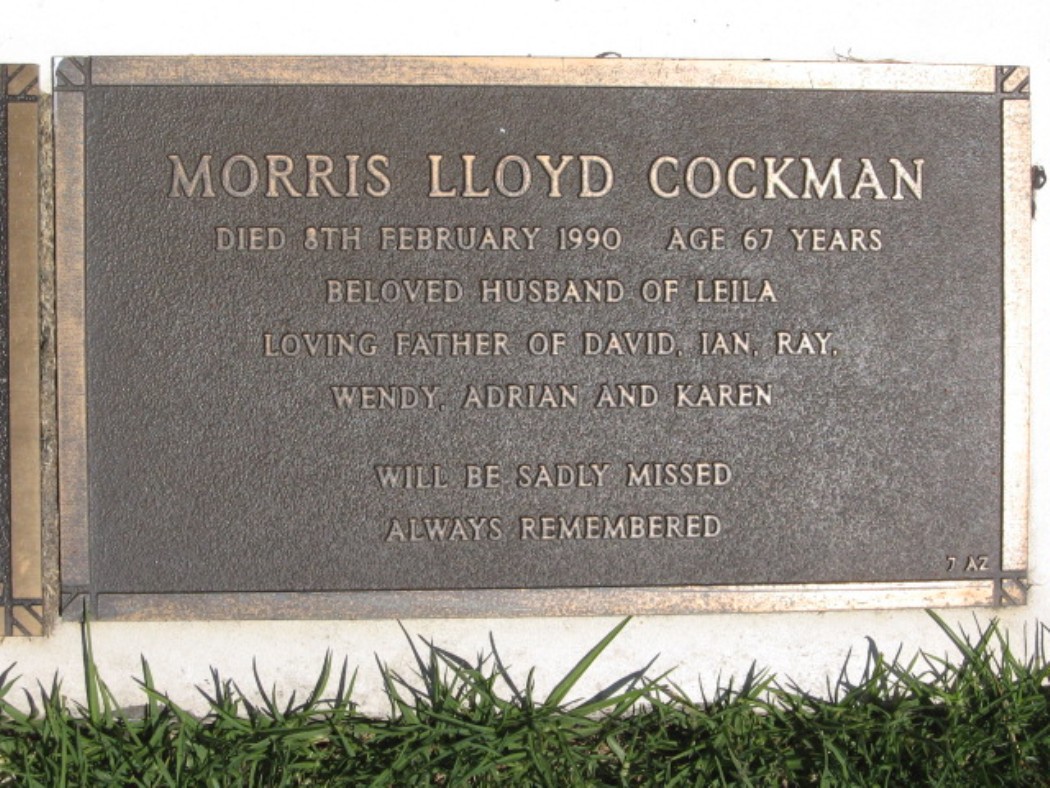 MORRIS LLOYD COCKMAN
DIED 8TH FEBRUARY 1990 AGE 67 YEARS
BELOVED HUSBAND OF LEILA
LOVING FATHER OF DAVID, IAN, RAY,
WENDY, ADRIAN AND KAREN
WILL BE SADLY MISSED
ALWAYS REMEMBERED
7 AZ